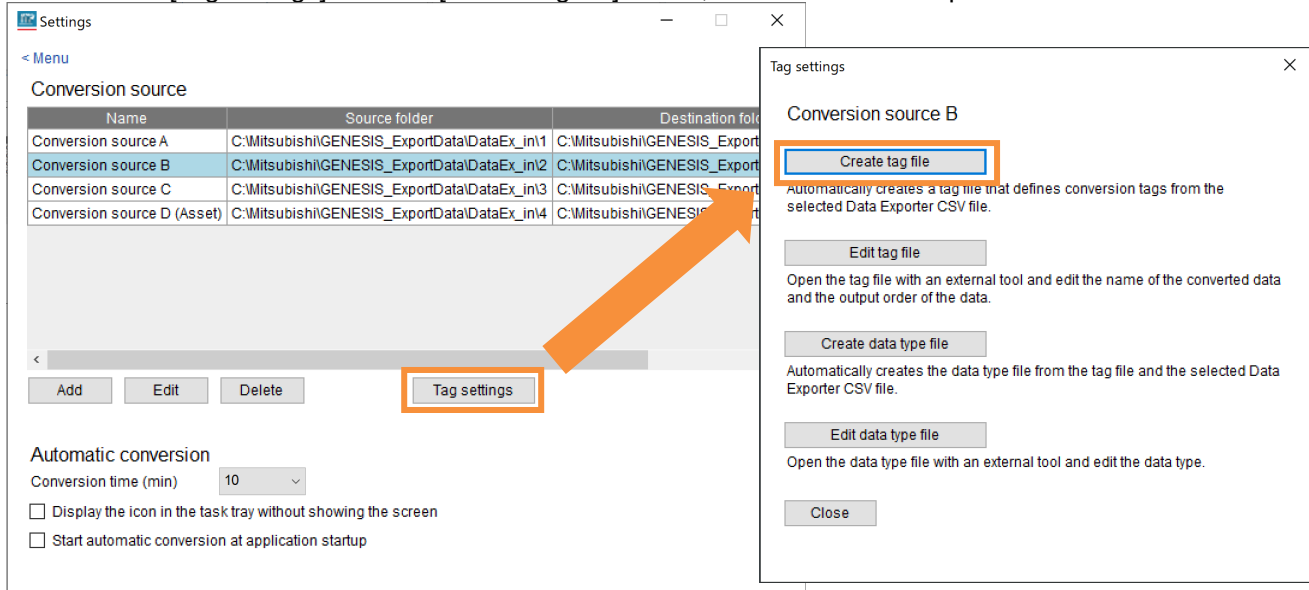 Settings
< Menu
Conversion source
Name Source folder Destination fold
Conversion source A C:\Mitsubishi\GENESIS_ExportData\DataEx_in\1 C:\Mitsubishi\GENESIS_Export
Conversion source B C:\Mitsubishi\GENESIS_ExportData\DataEx_in\2 C:\Mitsubishi\GENESIS_Export
Conversion source C C:\Mitsubishi\GENESIS_ExportData\DataEx_in\3 C:\Mitsubishi\GENESIS_Export
Conversion source D (Asset) C:\Mitsubishi\GENESIS_ExportData\DataEx_in\4
Add Edit Delete Tag settings
Automatic conversion
Conversion time (min) 10
Display the icon in the task tray without showing the screen
Start automatic conversion at application startup
Tag settings
Conversion source B
Create tag file
Automatically creates a tag file that defines conversion tags from the
selected Data Exporter CSV file.
Edit tag file
Open the tag file with an external tool and edit the name of the converted data
and the output order of the data.
Create data type file
Automatically creates the data type file from the tag file and the selected Data
Exporter CSV file.
Edit data type file
Open the data type file with an external tool and edit the data type.
Close